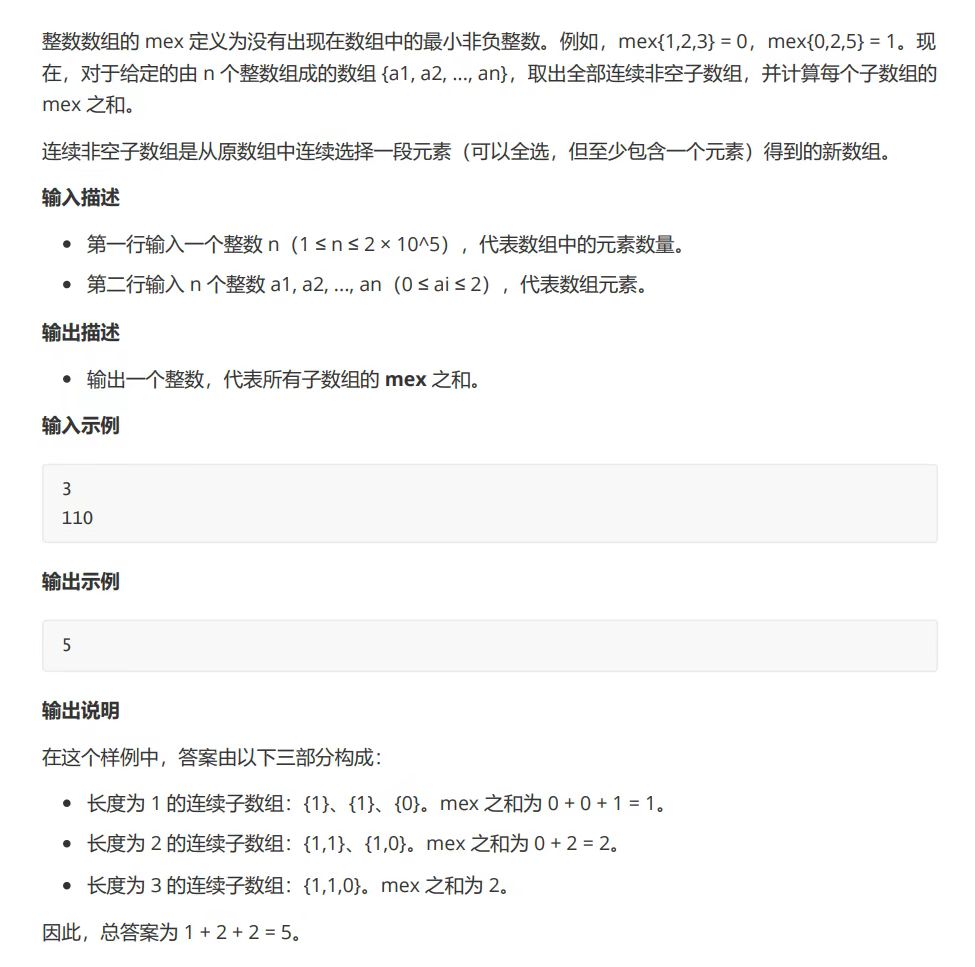 整数数组的 mex 定义为没有出现在数组中的最小非负整数。例如，mex{1,2,3} = 0，mex{0,2,5} = 1。现
在，对于给定的由 n 个整数组成的数组 {a1, a2, ..., an}，取出全部连续非空子数组，并计算每个子数组的
mex 之和。
连续非空子数组是从原数组中连续选择一段元素（可以全选，但至少包含一个元素）得到的新数组。
输入描述
• 第一行输入一个整数 n（1 ≤ n ≤ 2 × 10^5），代表数组中的元素数量。
• 第二行输入 n 个整数 a1, a2, ..., an（0 ≤ ai ≤ 2），代表数组元素。
输出描述
• 输出一个整数，代表所有子数组的 mex 之和。
输入示例
3
110
输出示例
5
输出说明
在这个样例中，答案由以下三部分构成：
• 长度为 1 的连续子数组：{1}、{1}、{0}。mex 之和为 0 + 0 + 1 = 1。
• 长度为 2 的连续子数组：{1,1}、{1,0}。mex 之和为 0 + 2 = 2。
• 长度为 3 的连续子数组：{1,1,0}。mex 之和为 2。
因此，总答案为 1 + 2 + 2 = 5。